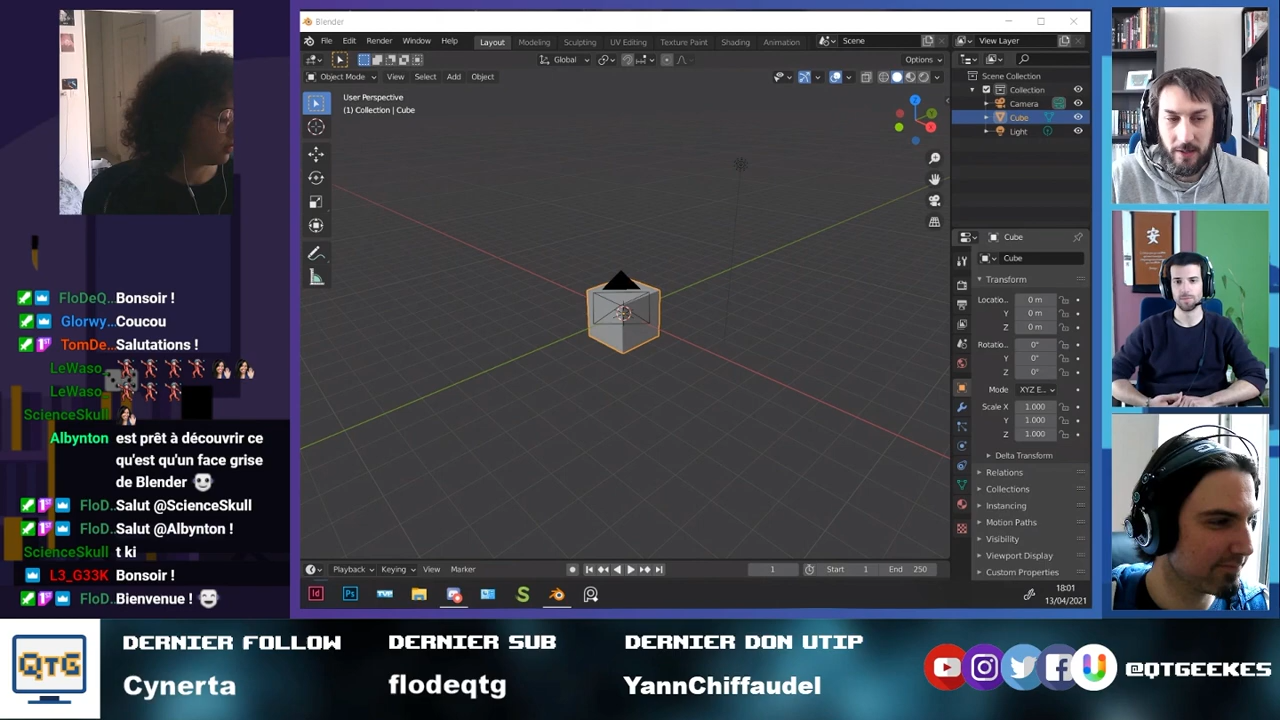 Blender
File Edit Render Window Help Layout Modeling Sculpting UV Editing Texture Paint Shading Animation Scene View Layer
Global Options
Object Mode View Select Add Object
User Perspective
(1) Collection | Cube
Scene Collection
Collection
Camera
Cube
Light
Cube
Cube
Transform
Locatio.. 0 m
Y 0 m
Z 0 m
Rotatio.. 0°
Y 0°
Z 0°
Mode XYZ E..
Scale X 1.000
Y 1.000
Z 1.000
Delta Transform
Relations
Collections
Instancing
Motion Paths
Visibility
Viewport Display
Custom Properties
Playback Keying View Marker 1 Start 1 End 250
18:01
13/04/2021
FloDeQ.. Bonsoir !
Glorwy.. Coucou
TomDe.. Salutations !
LeWaso..
LeWaso..
ScienceSkull
Albynton est prêt à découvrir ce
qu'est qu'un face grise
de Blender
FloD.. Salut @ScienceSkull
FloD.. Salut @Albynton !
ScienceSkull t ki
L3_G33K Bonsoir !
FloD.. Bienvenue !
安
QTG
DERNIER FOLLOW
Cynerta
DERNIER SUB
flodeqtg
DERNIER DON UTIP
YannChiffaudel
@QTGEEKES